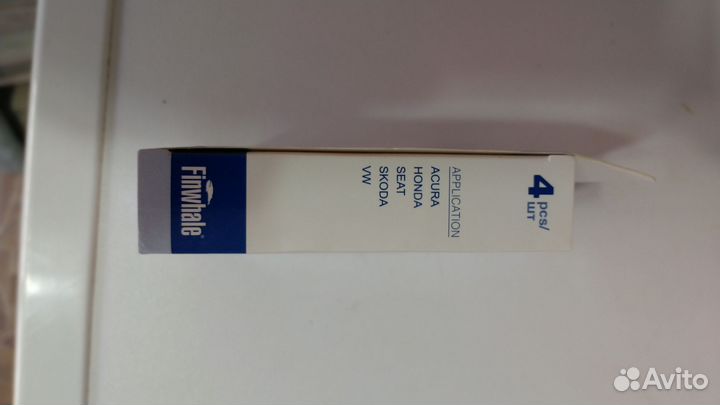 4 pcs/
шт
APPLICATION
ACURA
HONDA
SEAT
SKODA
VW
Finwhale
Avito